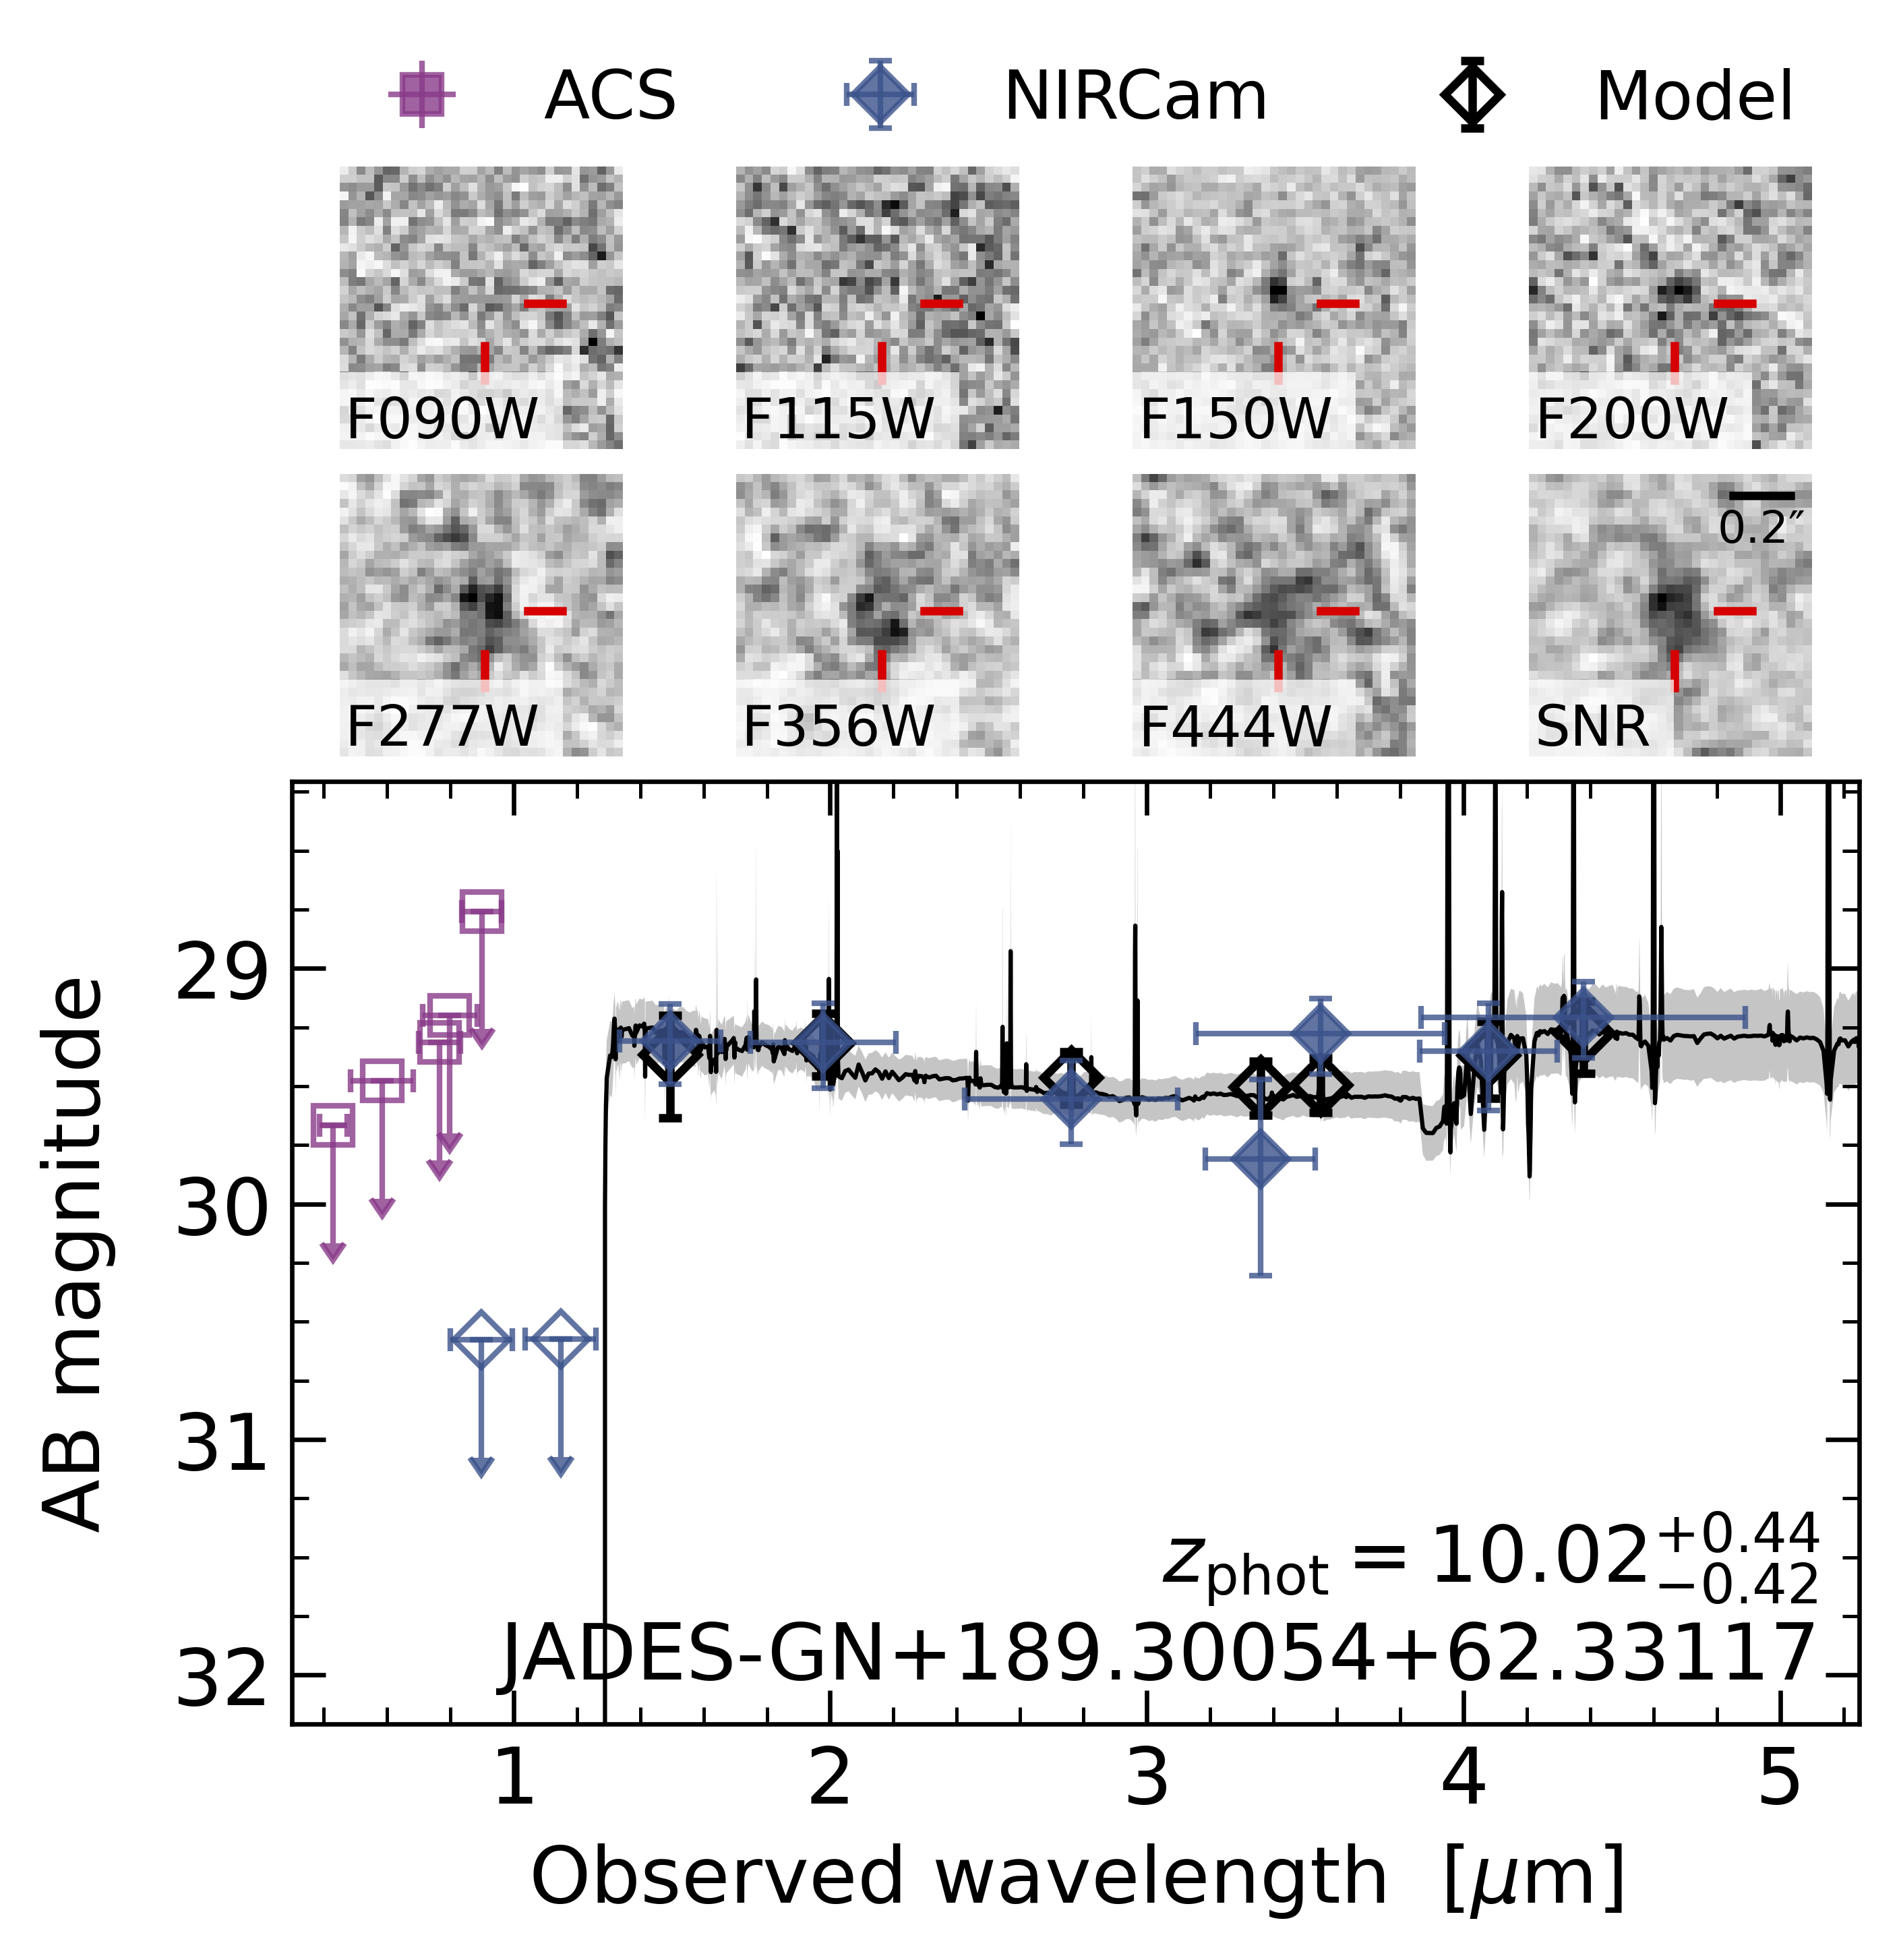 ACS NIRCam Model
F090W F115W F150W F200W
0.2″
F277W F356W F444W SNR
29
30
31
32
AB magnitude
z_phot = 10.02^{+0.44}_{−0.42}
JADES-GN+189.30054+62.33117
1 2 3 4 5
Observed wavelength [μm]